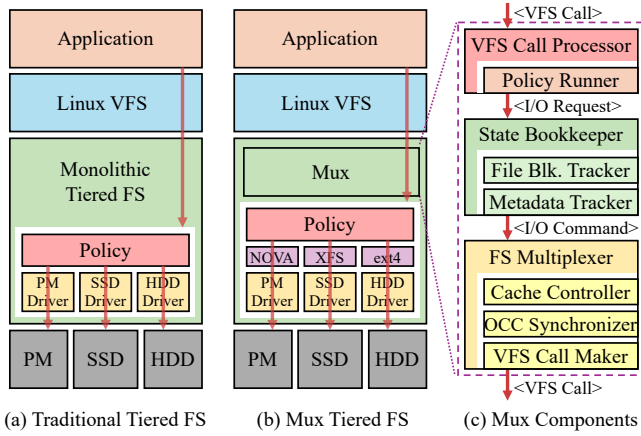 Application
Linux VFS
Monolithic
Tiered FS
Policy
PM
Driver
SSD
Driver
HDD
Driver
PM
SSD
HDD
(a) Traditional Tiered FS
Application
Linux VFS
Mux
Policy
NOVA
XFS
ext4
PM
Driver
SSD
Driver
HDD
Driver
PM
SSD
HDD
(b) Mux Tiered FS
<VFS Call>
VFS Call Processor
Policy Runner
<I/O Request>
State Bookkeeper
File Blk. Tracker
Metadata Tracker
<I/O Command>
FS Multiplexer
Cache Controller
OCC Synchronizer
VFS Call Maker
<VFS Call>
(c) Mux Components